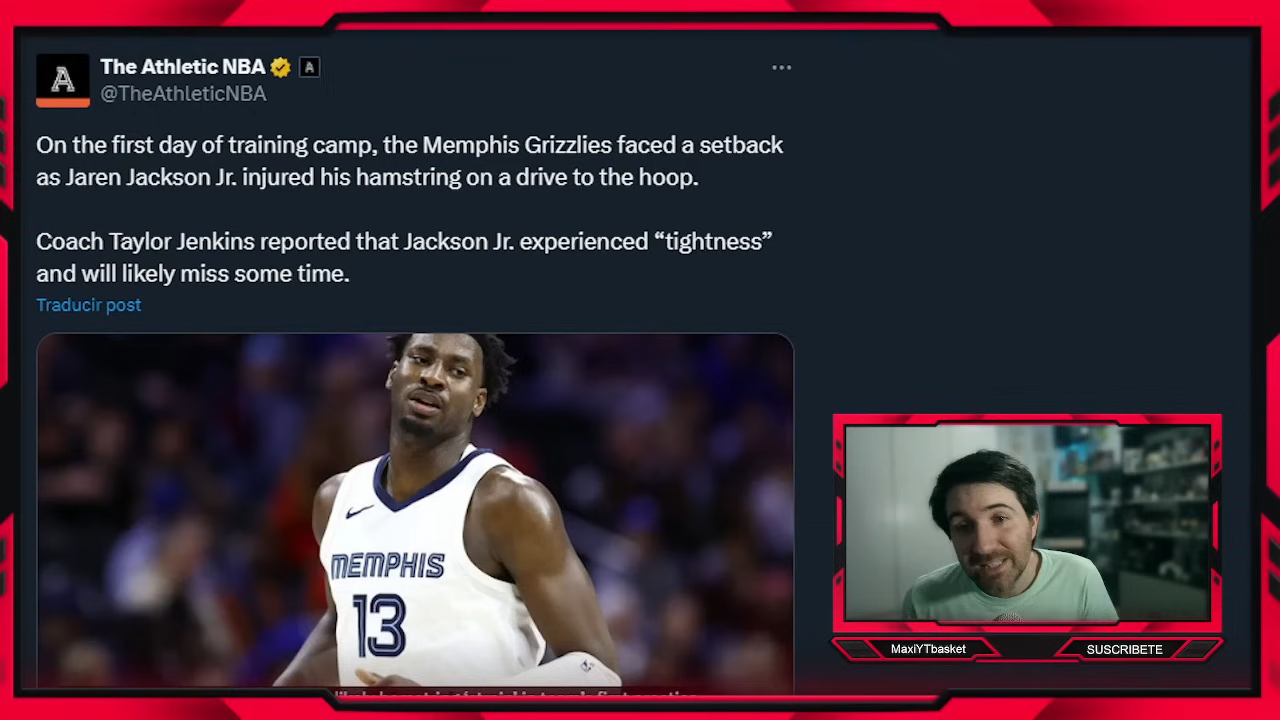 The Athletic NBA
@TheAthleticNBA
On the first day of training camp, the Memphis Grizzlies faced a setback
as Jaren Jackson Jr. injured his hamstring on a drive to the hoop.
Coach Taylor Jenkins reported that Jackson Jr. experienced “tightness”
and will likely miss some time.
Traducir post
MEMPHIS
13
MaxiYTbasket
SUSCRIBETE